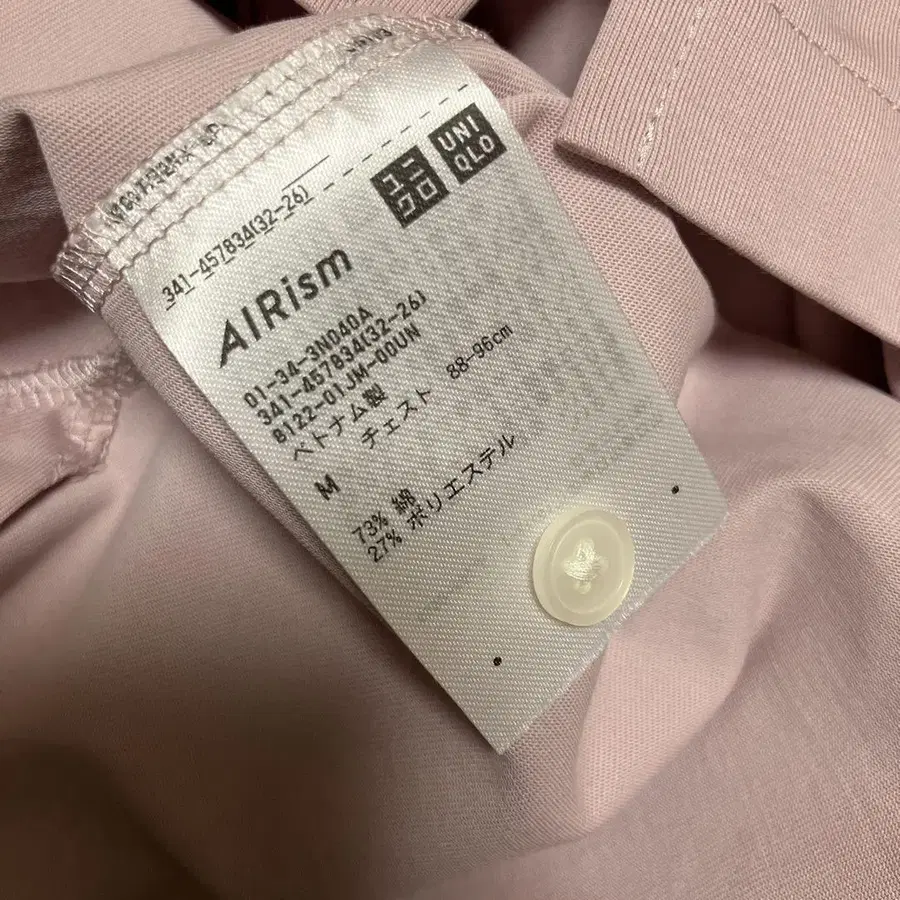 341-457834(32-26)
ユニクロ
UNI
QLO
AIRism
01-34-3N040A
341-457834(32-26)
8122-01JM-00UN
ベトナム製
M チェスト 88-96cm
73% 綿
27% ポリエステル